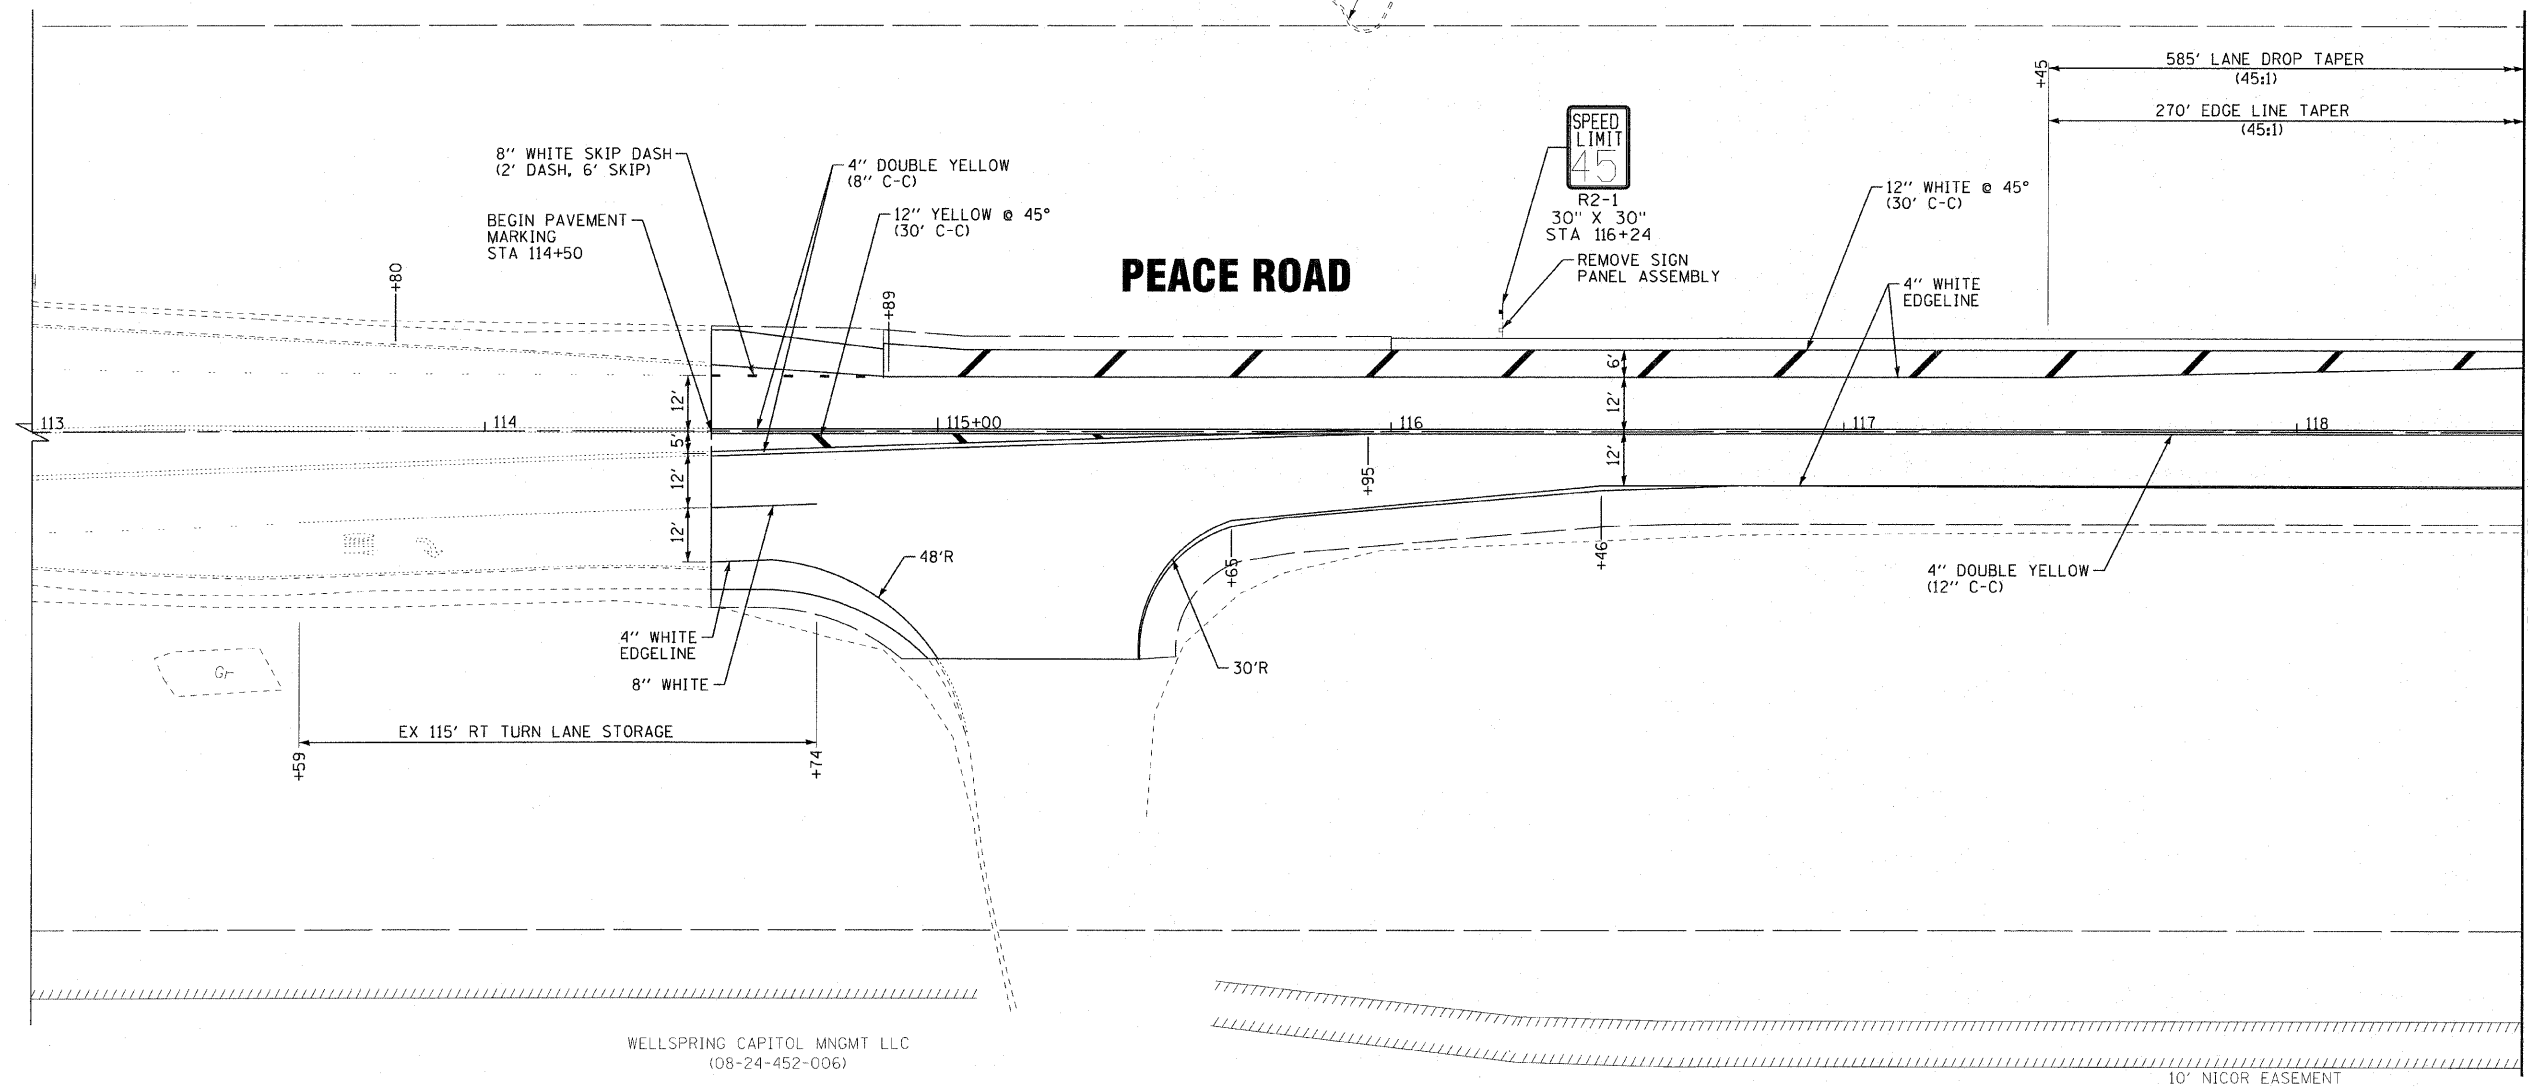 585' LANE DROP TAPER
(45:1)
+45
270' EDGE LINE TAPER
(45:1)
SPEED
LIMIT
45
R2-1
30" X 30"
STA 116+24
REMOVE SIGN
PANEL ASSEMBLY
8" WHITE SKIP DASH
(2' DASH, 6' SKIP)
4" DOUBLE YELLOW
(8" C-C)
12" WHITE @ 45°
(30' C-C)
BEGIN PAVEMENT
MARKING
STA 114+50
12" YELLOW @ 45°
(30' C-C)
PEACE ROAD
+80
+89
4" WHITE
EDGELINE
6'
12'
12'
113
114
115+00
116
117
118
5'
12'
12'
12'
+95
+65
+46
48'R
4" DOUBLE YELLOW
(12" C-C)
4" WHITE
EDGELINE
8" WHITE
30'R
Gr
EX 115' RT TURN LANE STORAGE
+59
+74
WELLSPRING CAPITOL MNGMT LLC
(08-24-452-006)
10' NICOR EASEMENT